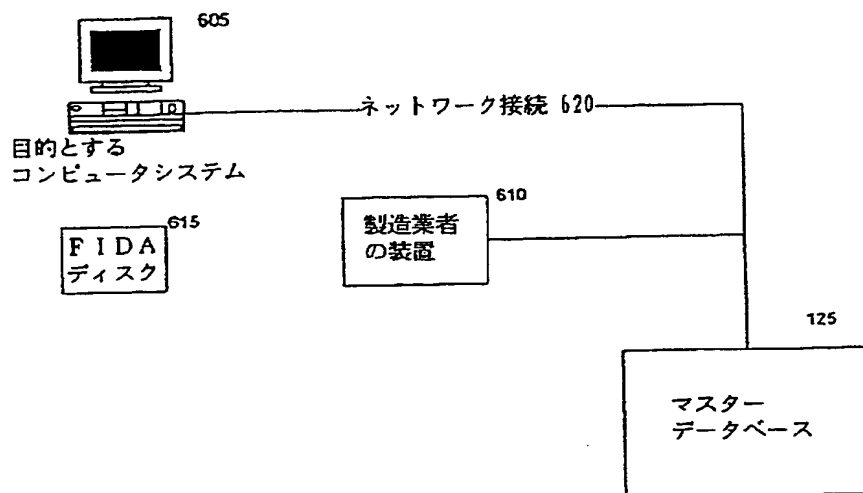 605
ネットワーク接続 620
目的とする
コンピュータシステム
610
製造業者
の装置
615
FIDA
ディスク
125
マスター
データベース